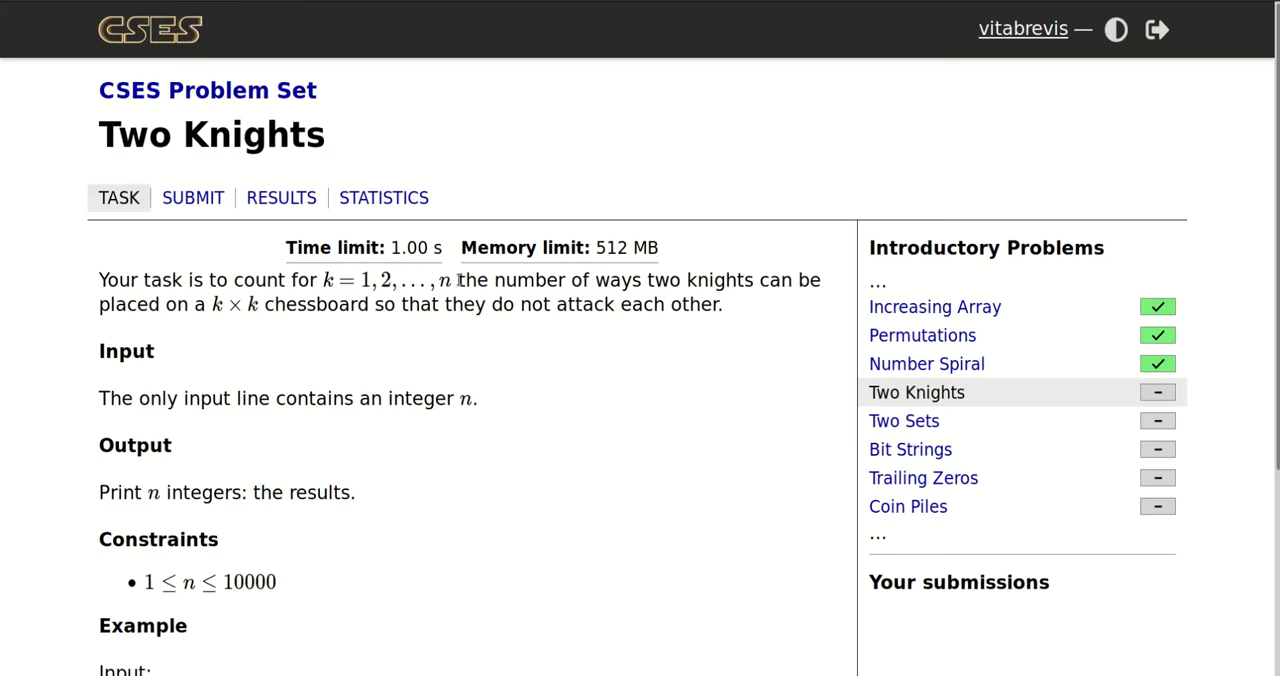 CSES
vitabrevis —
CSES Problem Set
Two Knights
TASK
SUBMIT
RESULTS
STATISTICS
Time limit: 1.00 s
Memory limit: 512 MB
Your task is to count for k = 1, 2, . . . , n the number of ways two knights can be
placed on a k × k chessboard so that they do not attack each other.
Input
The only input line contains an integer n.
Output
Print n integers: the results.
Constraints
• 1 ≤ n ≤ 10000
Example
Input:
Introductory Problems
...
Increasing Array
Permutations
Number Spiral
Two Knights –
Two Sets –
Bit Strings –
Trailing Zeros –
Coin Piles –
...
Your submissions